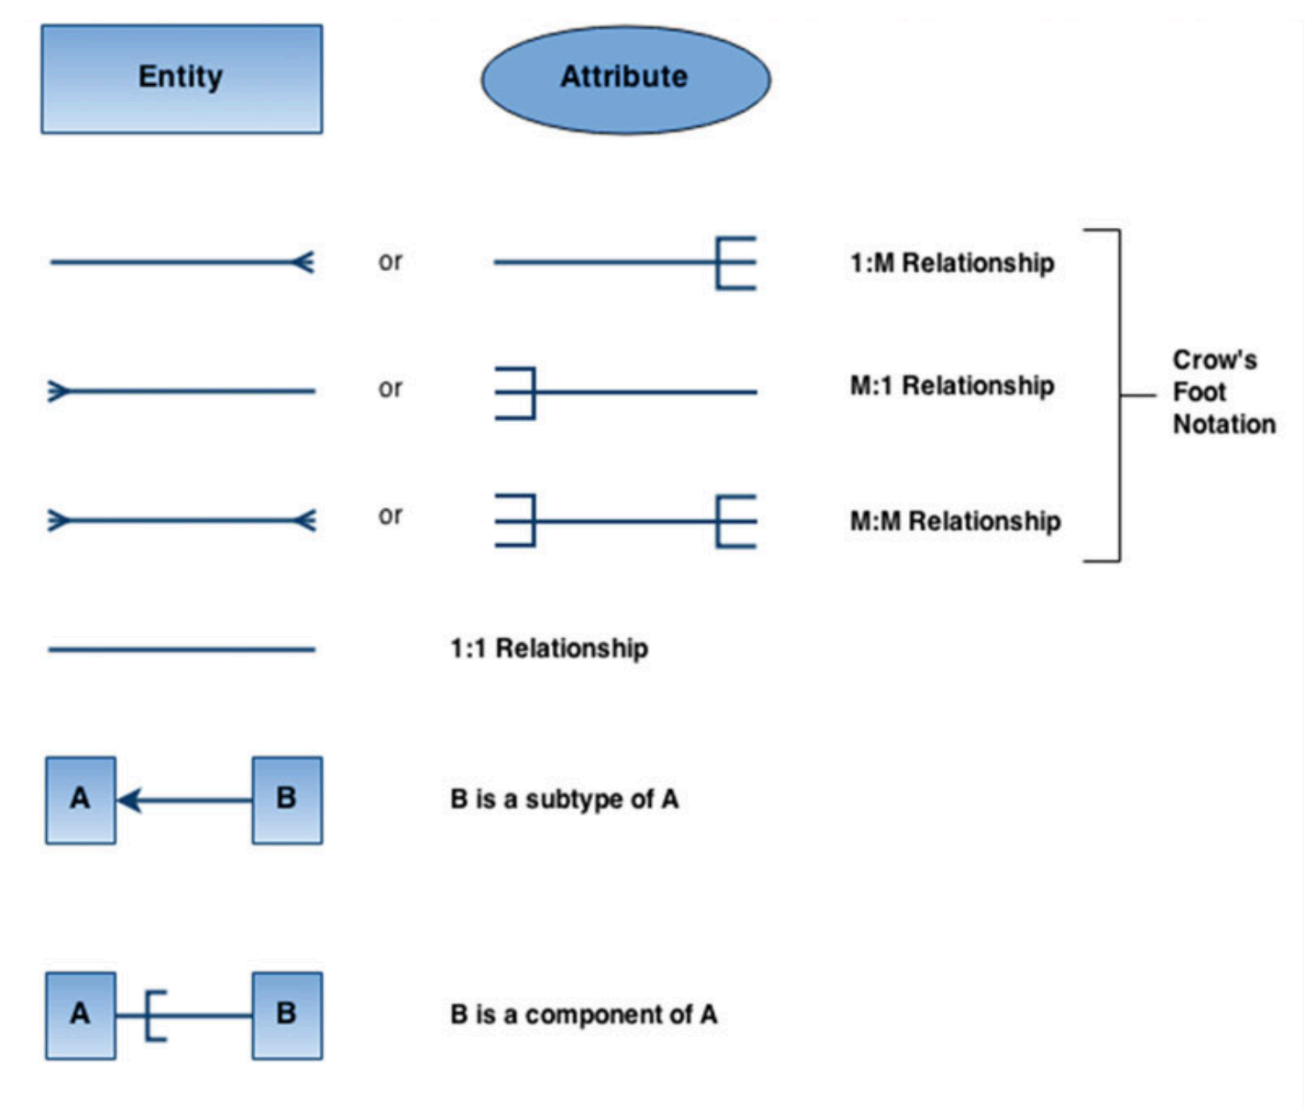 Entity
Attribute
or
1:M Relationship
or
M:1 Relationship
Crow's
Foot
Notation
or
M:M Relationship
1:1 Relationship
A
B
B is a subtype of A
A
B
B is a component of A